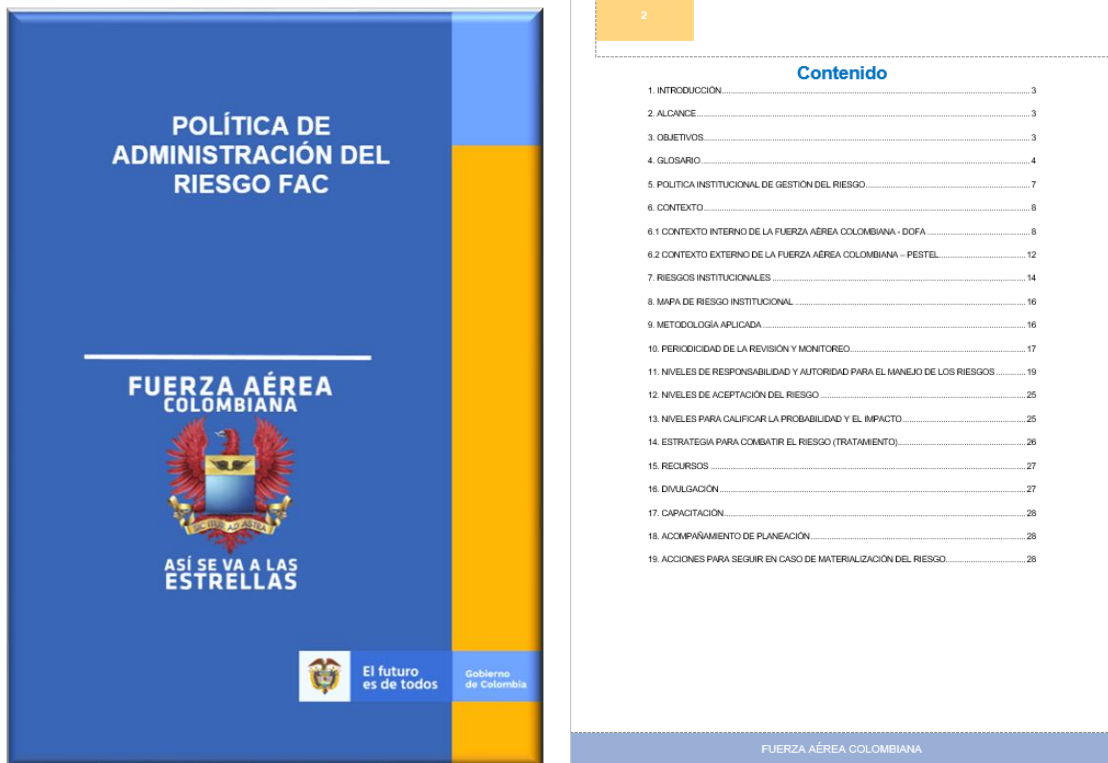 POLÍTICA DE
ADMINISTRACIÓN DEL
RIESGO FAC
FUERZA AÉREA
COLOMBIANA
SIC ITUR AD ASTRA
ASÍ SE VA A LAS
ESTRELLAS
El futuro
es de todos
Gobierno
de Colombia
2
Contenido
1. INTRODUCCIÓN 3
2. ALCANCE 3
3. OBJETIVOS 3
4. GLOSARIO 4
5. POLITICA INSTITUCIONAL DE GESTIÓN DEL RIESGO 7
6. CONTEXTO 8
6.1 CONTEXTO INTERNO DE LA FUERZA AÉREA COLOMBIANA - DOFA 8
6.2 CONTEXTO EXTERNO DE LA FUERZA AÉREA COLOMBIANA – PESTEL 12
7. RIESGOS INSTITUCIONALES 14
8. MAPA DE RIESGO INSTITUCIONAL 16
9. METODOLOGÍA APLICADA 16
10. PERIODICIDAD DE LA REVISIÓN Y MONITOREO 17
11. NIVELES DE RESPONSABILIDAD Y AUTORIDAD PARA EL MANEJO DE LOS RIESGOS 19
12. NIVELES DE ACEPTACIÓN DEL RIESGO 25
13. NIVELES PARA CALIFICAR LA PROBABILIDAD Y EL IMPACTO 25
14. ESTRATEGIA PARA COMBATIR EL RIESGO (TRATAMIENTO) 26
15. RECURSOS 27
16. DIVULGACIÓN 27
17. CAPACITACIÓN 28
18. ACOMPAÑAMIENTO DE PLANEACIÓN 28
19. ACCIONES PARA SEGUIR EN CASO DE MATERIALIZACIÓN DEL RIESGO 28
FUERZA AÉREA COLOMBIANA